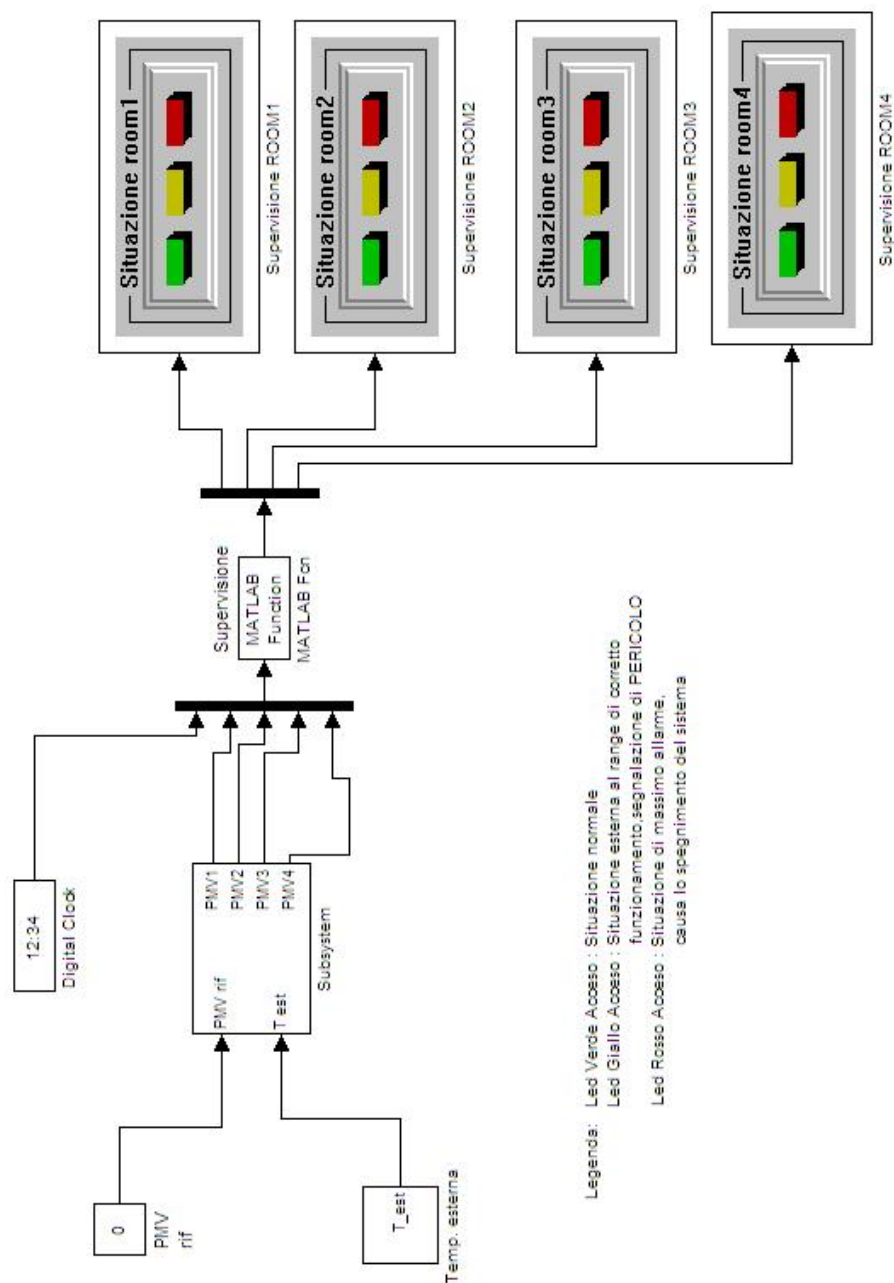 0
PMV
rif
T_est
Temp. esterna
12:34
Digital Clock
PMV rif
T est
PMV1
PMV2
PMV3
PMV4
Subsystem
Supervisione
MATLAB
Function
MATLAB Fcn
Situazione room1
Supervisione ROOM1
Situazione room2
Supervisione ROOM2
Situazione room3
Supervisione ROOM3
Situazione room4
Supervisione ROOM4
Legenda: Led Verde Acceso : Situazione normale
Led Giallo Acceso : Situazione esterna al range di corretto
funzionamento,segnalazione di PERICOLO
Led Rosso Acceso : Situazione di massimo allarme,
causa lo spegnimento del sistema